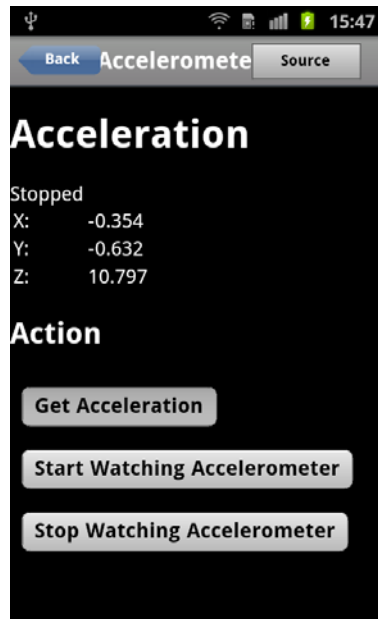 15:47
Back Acceleromete Source
Acceleration
Stopped
X: -0.354
Y: -0.632
Z: 10.797
Action
Get Acceleration
Start Watching Accelerometer
Stop Watching Accelerometer